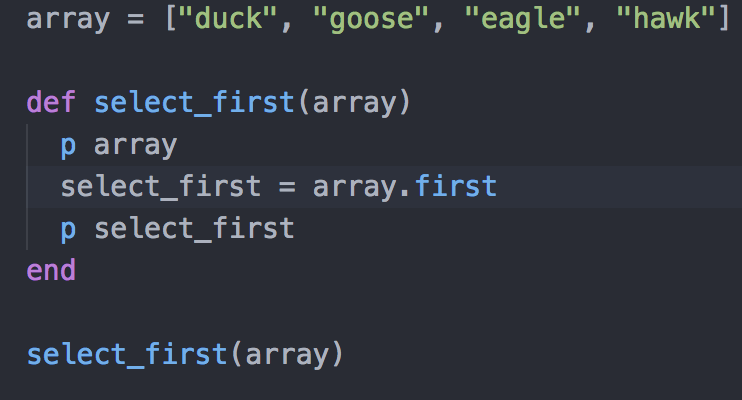 array = ["duck", "goose", "eagle", "hawk"]
def select_first(array)
  p array
  select_first = array.first
  p select_first
end
select_first(array)